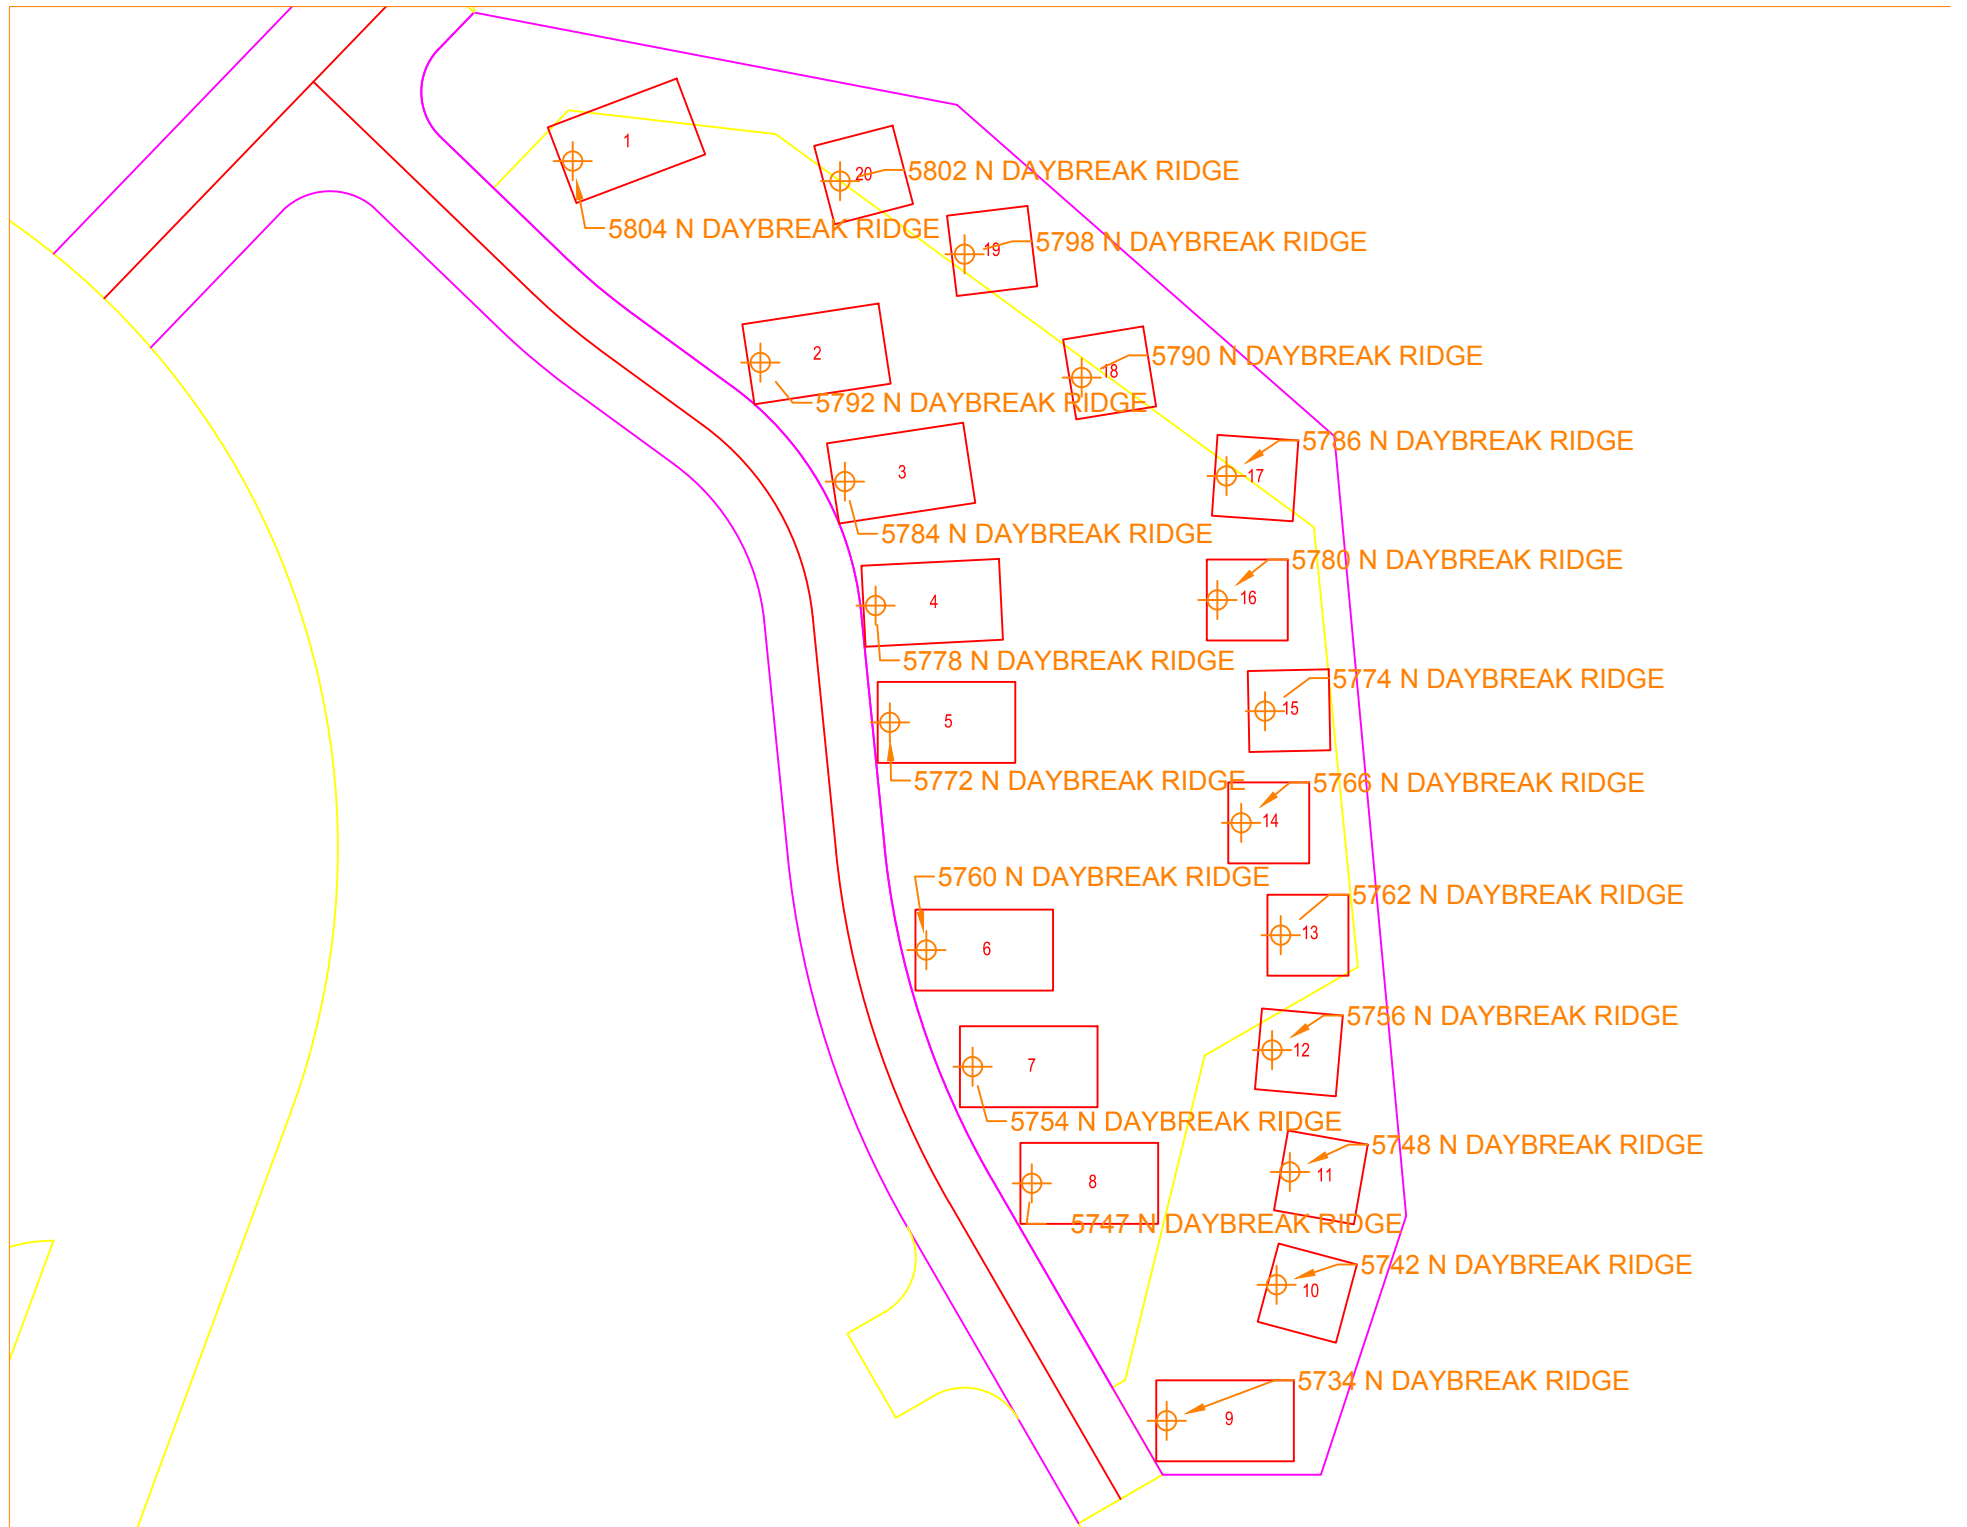 1
20
5802 N DAYBREAK RIDGE
5804 N DAYBREAK RIDGE
19
5798 N DAYBREAK RIDGE
2
5790 N DAYBREAK RIDGE
18
5792 N DAYBREAK RIDGE
5786 N DAYBREAK RIDGE
3
17
5784 N DAYBREAK RIDGE
5780 N DAYBREAK RIDGE
4
16
5778 N DAYBREAK RIDGE
5774 N DAYBREAK RIDGE
15
5
5772 N DAYBREAK RIDGE
5766 N DAYBREAK RIDGE
14
5760 N DAYBREAK RIDGE
5762 N DAYBREAK RIDGE
13
6
5756 N DAYBREAK RIDGE
12
7
5754 N DAYBREAK RIDGE
5748 N DAYBREAK RIDGE
11
8
5747 N DAYBREAK RIDGE
5742 N DAYBREAK RIDGE
10
5734 N DAYBREAK RIDGE
9